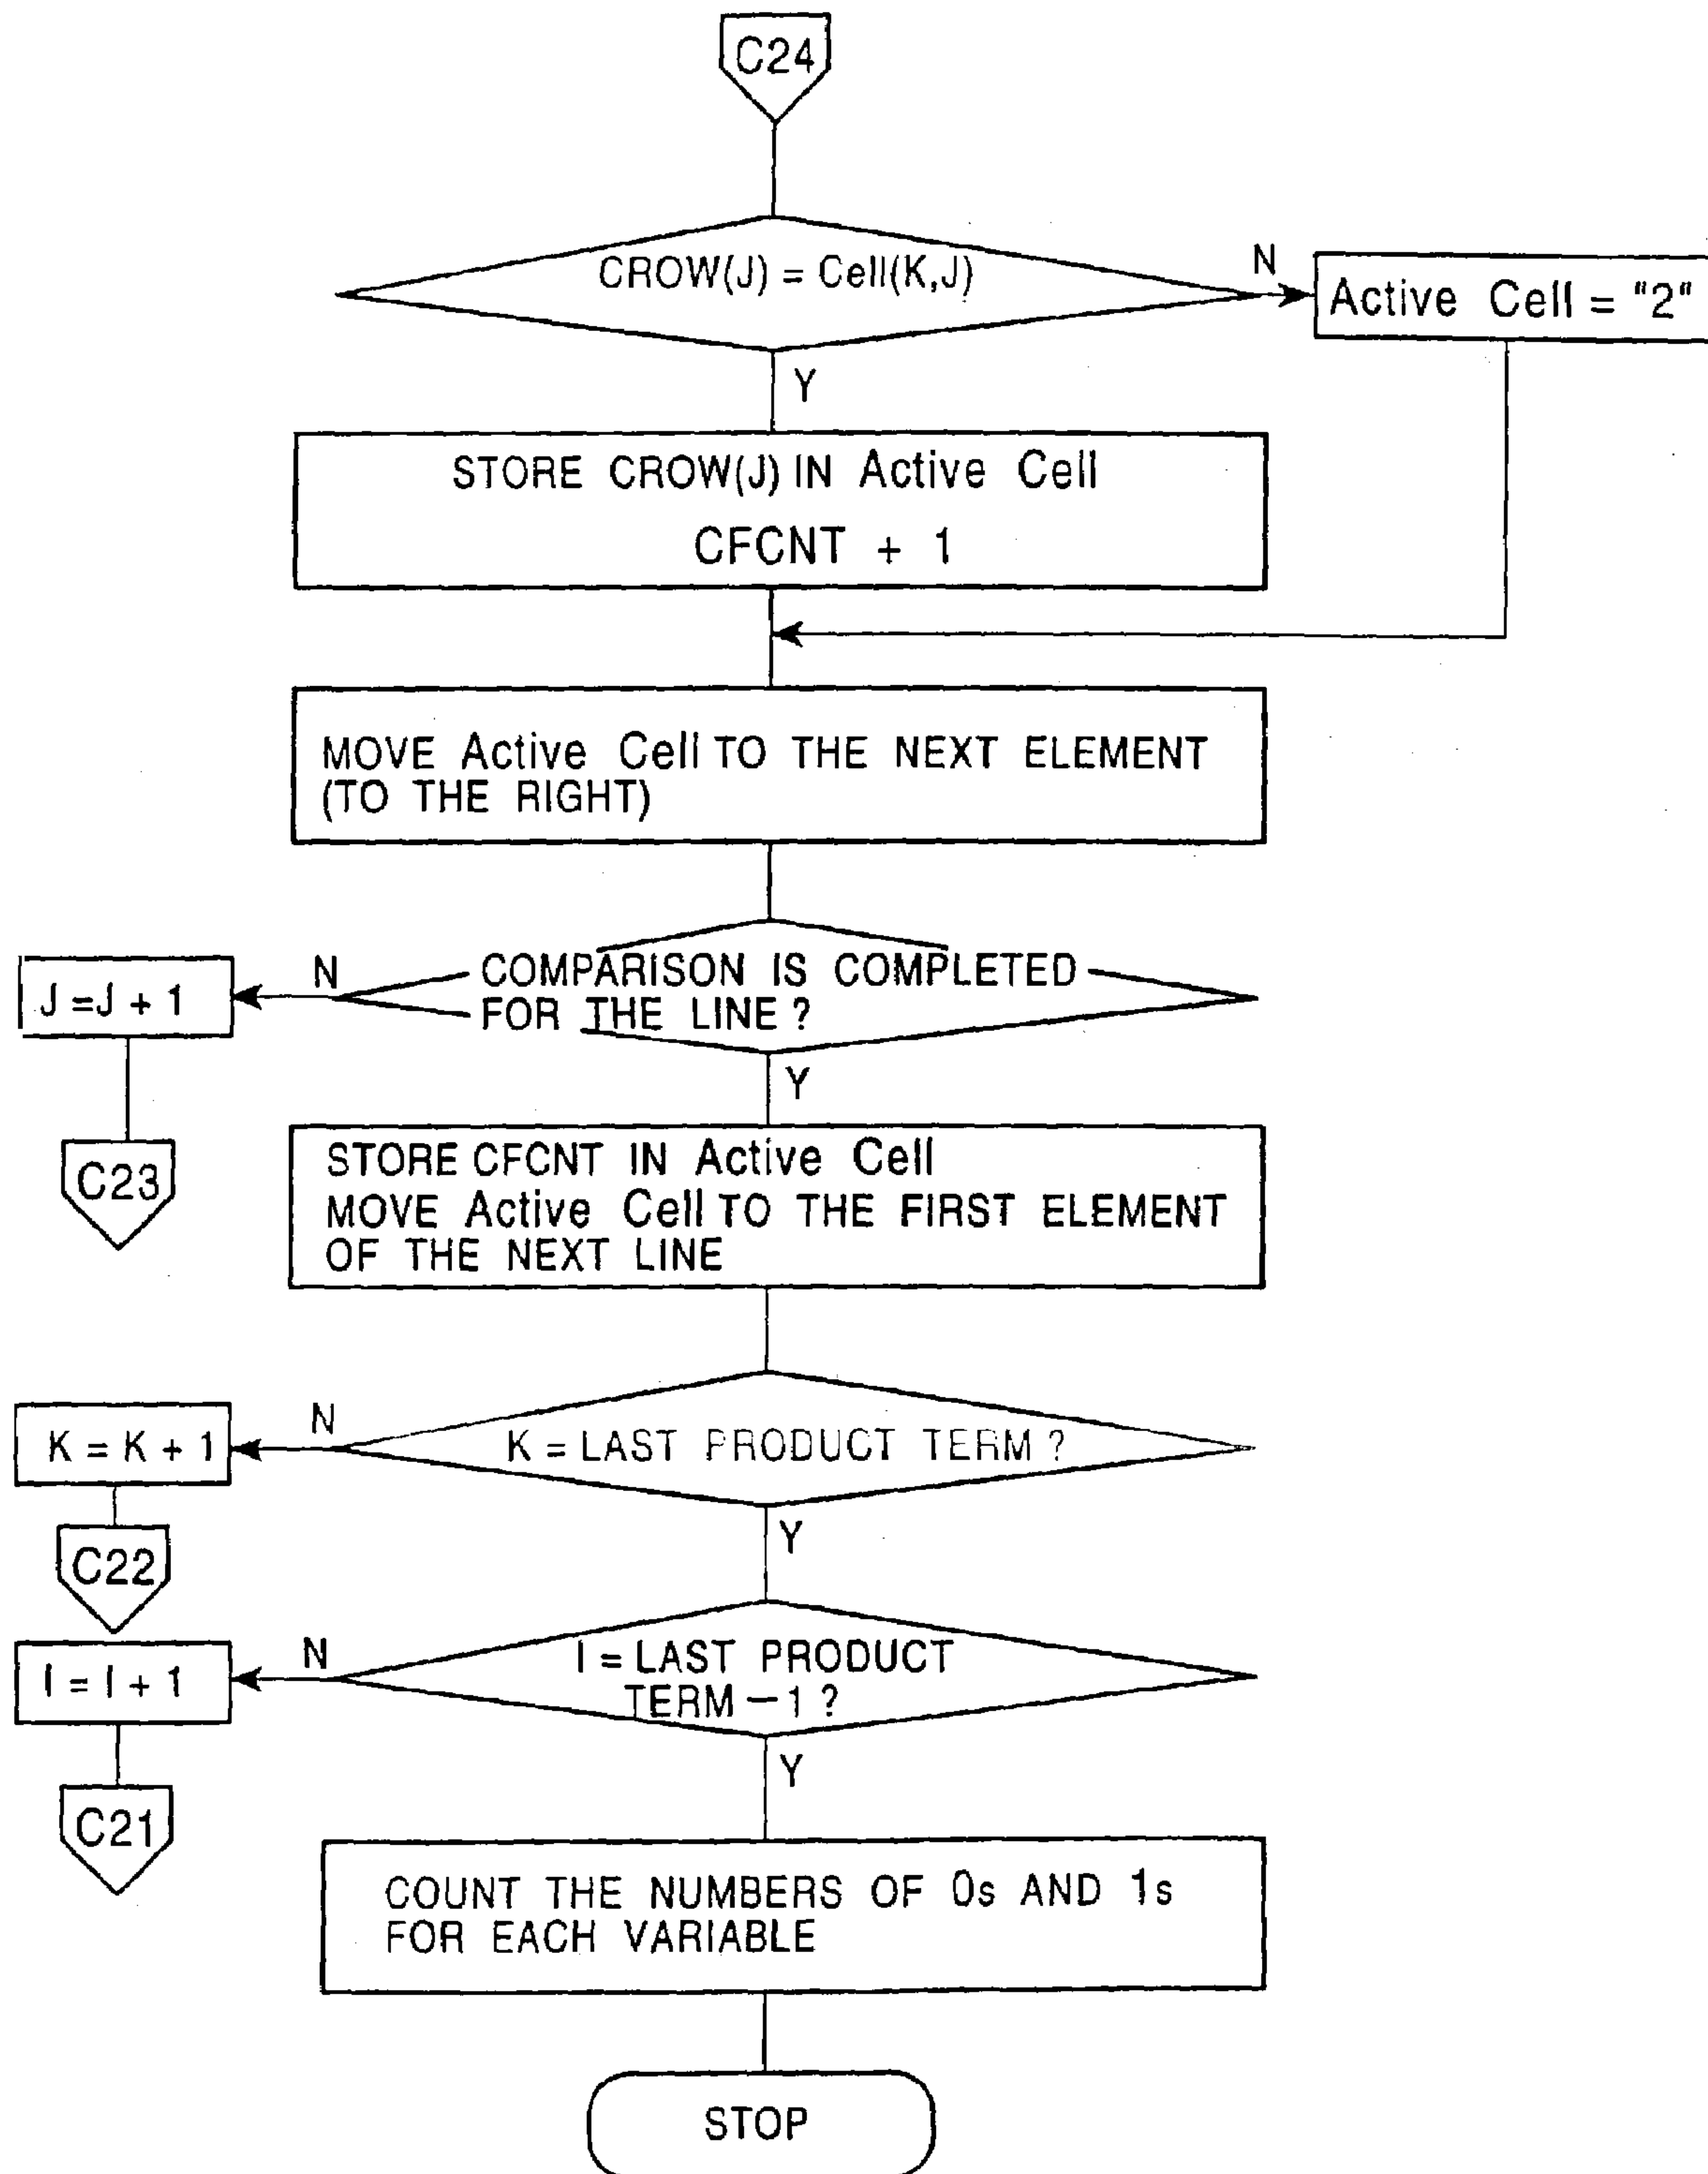 C24
CROW(J) = Cell(K,J)
N
Active Cell = "2"
Y
STORE CROW(J) IN Active Cell
CFCNT + 1
MOVE Active Cell TO THE NEXT ELEMENT
(TO THE RIGHT)
COMPARISON IS COMPLETED
FOR THE LINE ?
N
J = J + 1
C23
Y
STORE CFCNT IN Active Cell
MOVE Active Cell TO THE FIRST ELEMENT
OF THE NEXT LINE
K = LAST PRODUCT TERM ?
N
K = K + 1
C22
Y
I = LAST PRODUCT
TERM – 1 ?
N
I = I + 1
C21
Y
COUNT THE NUMBERS OF 0s AND 1s
FOR EACH VARIABLE
STOP